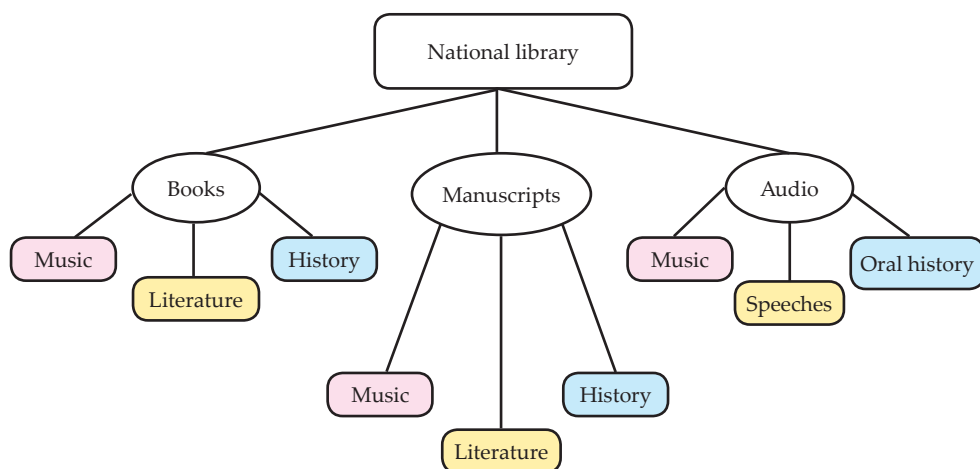 National library
Books
Manuscripts
Audio
Music
Literature
History
Music
Speeches
Oral history
Music
Literature
History